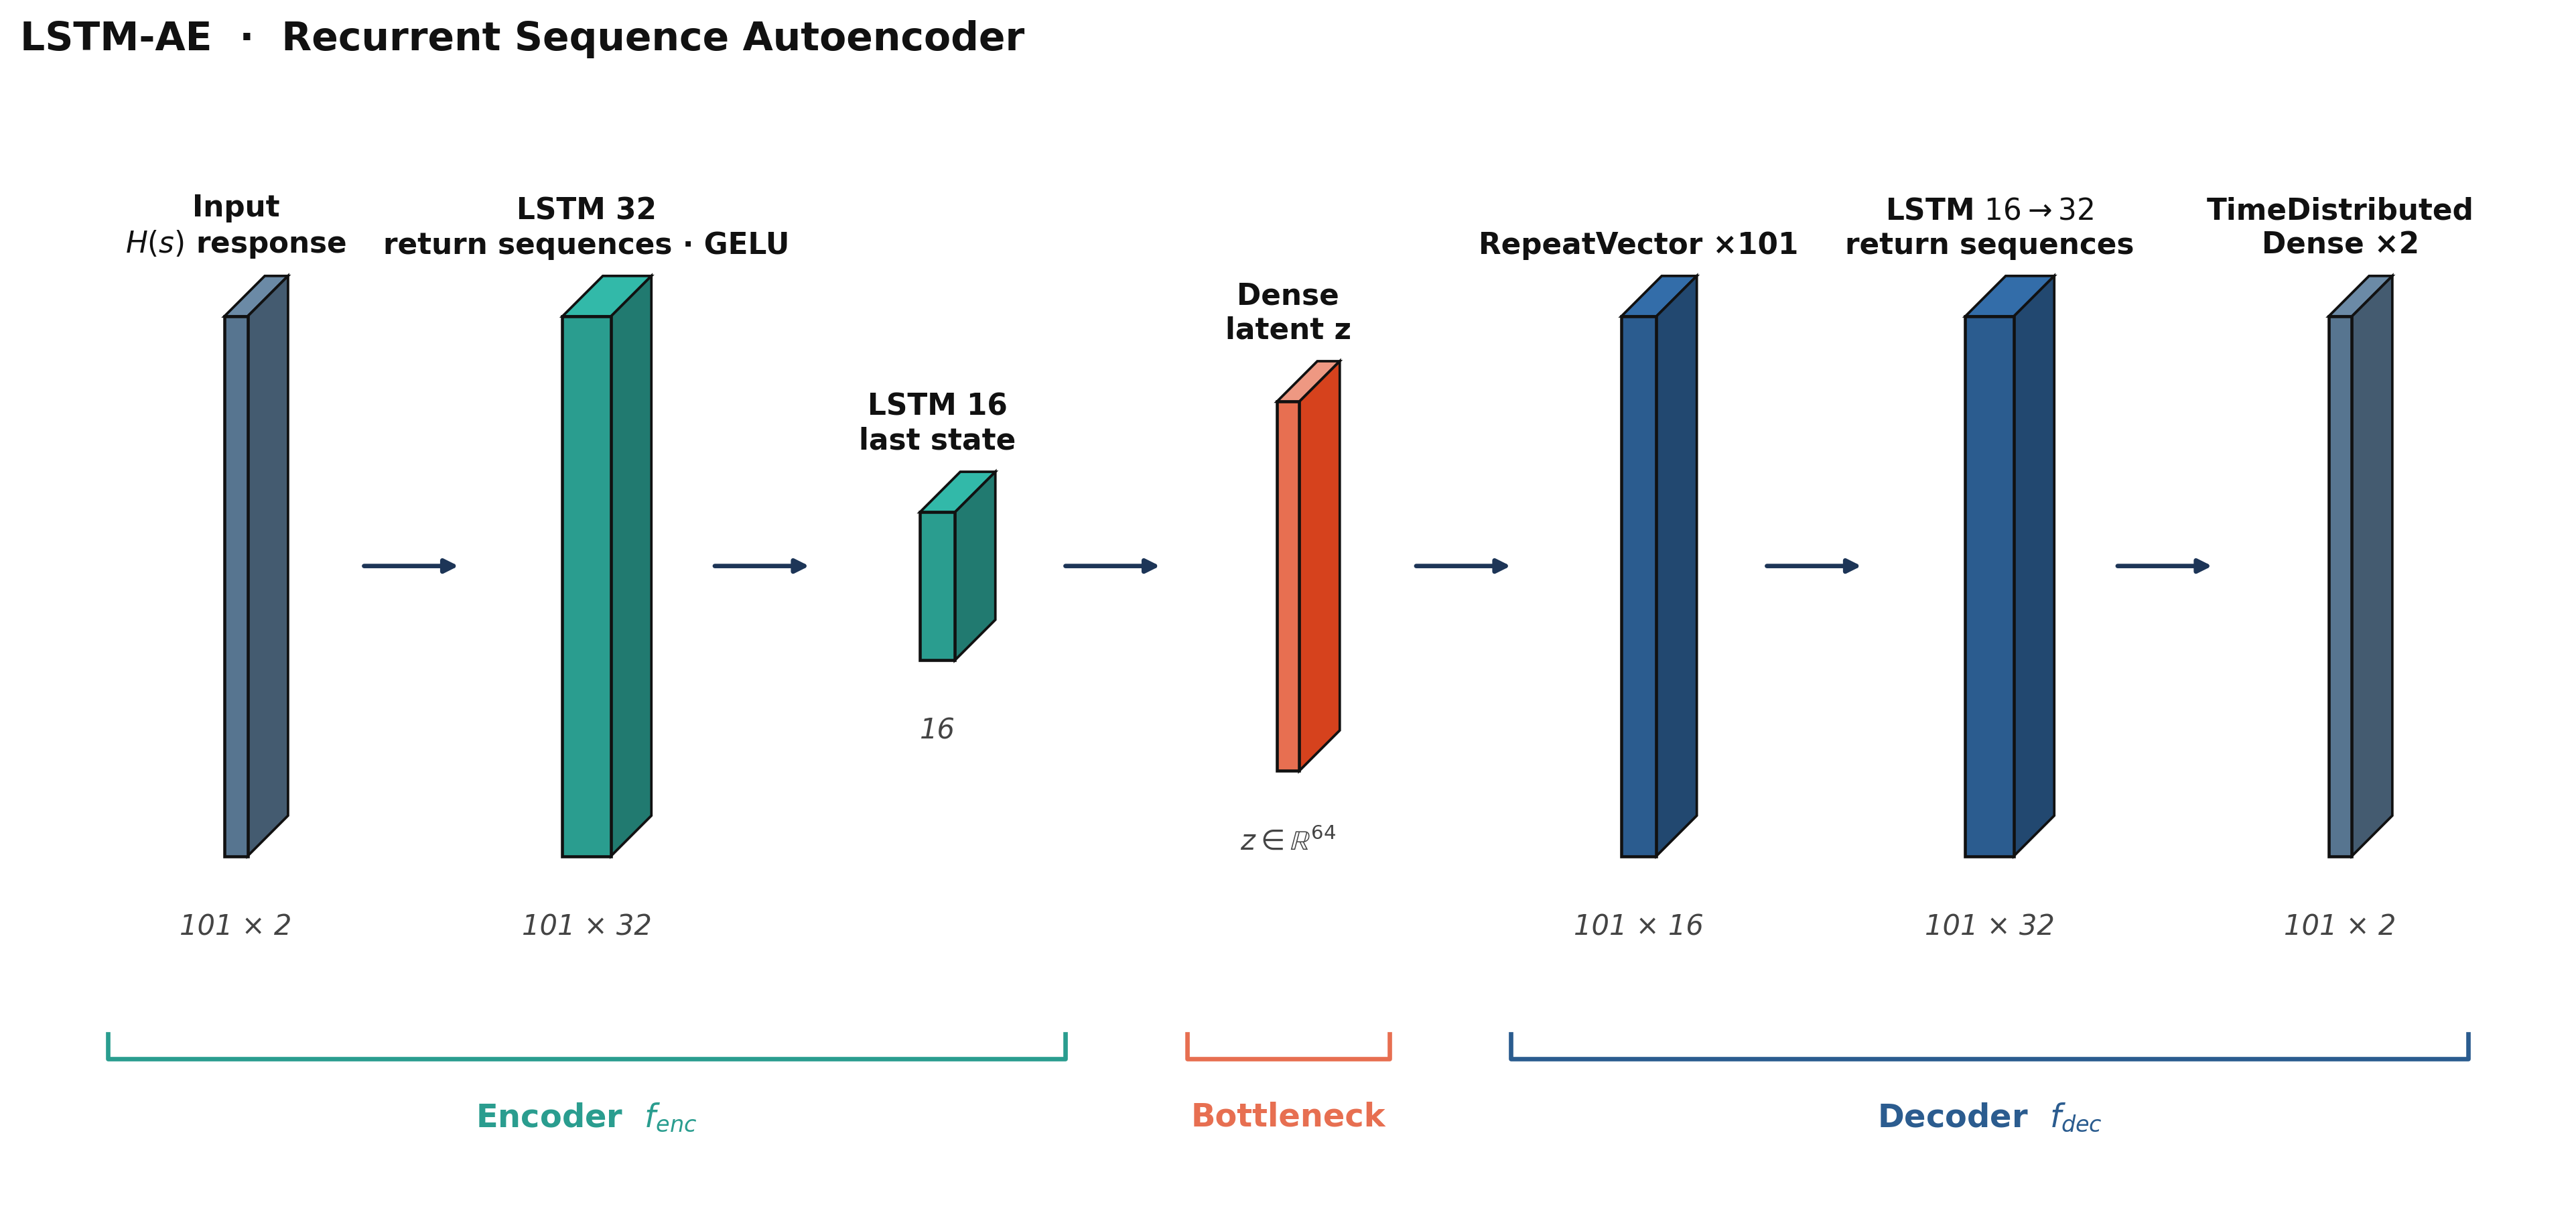 LSTM-AE · Recurrent Sequence Autoencoder
Input
H(s) response
LSTM 32
return sequences · GELU
LSTM 16
last state
Dense
latent z
RepeatVector ×101
LSTM 16→32
return sequences
TimeDistributed
Dense ×2
101 × 2
101 × 32
16
z ∈ ℝ⁶⁴
101 × 16
101 × 32
101 × 2
Encoder f_enc
Bottleneck
Decoder f_dec